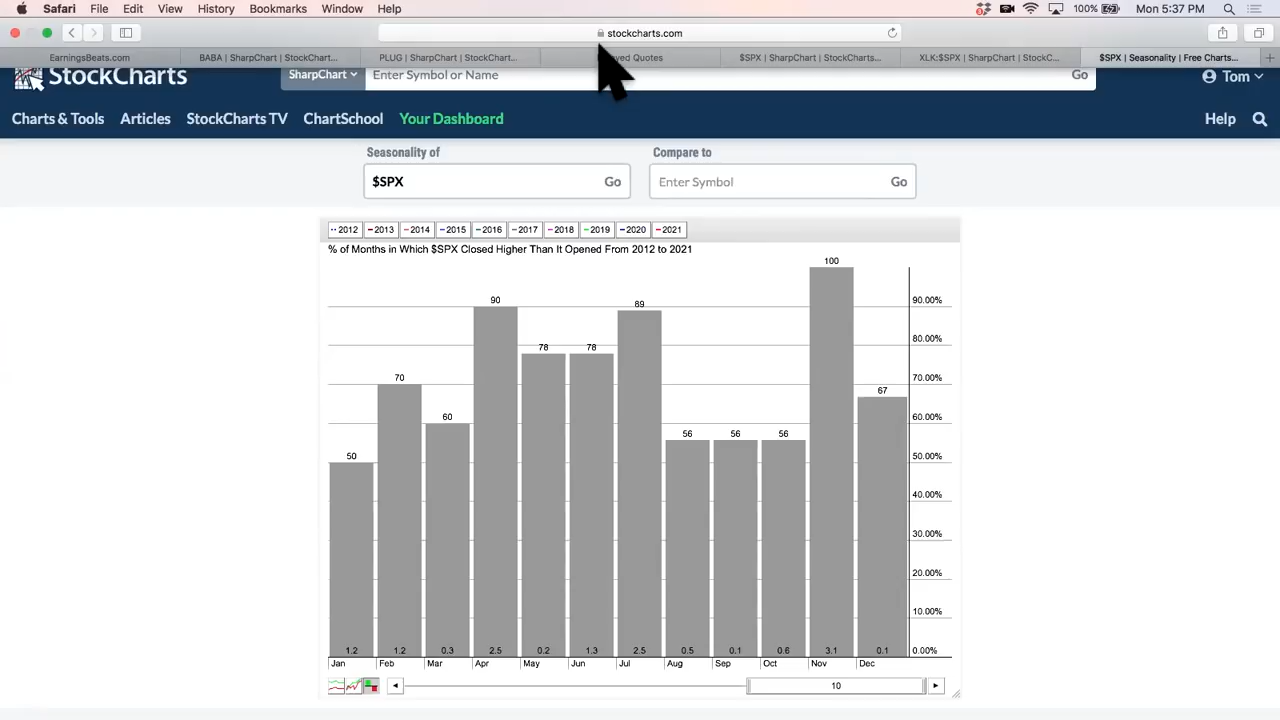 Safari File Edit View History Bookmarks Window Help 3 100% Mon 5:37 PM
stockcharts.com
EarningsBeats.com BABA | SharpChart | StockChart... PLUG | SharpChart | StockChart... yed Quotes $SPX | SharpChart | StockCharts... XLK:$SPX | SharpChart | StockC... $SPX | Seasonality | Free Charts...
StockCharts SharpChart Enter Symbol or Name Go Tom
Charts & Tools Articles StockCharts TV ChartSchool Your Dashboard Help
Seasonality of Compare to
$SPX Go Enter Symbol Go
2012 2013 2014 2015 2016 2017 2018 2019 2020 2021
% of Months in Which $SPX Closed Higher Than It Opened From 2012 to 2021
100
90 89 90.00%
78 78 80.00%
70 67 70.00%
60 56 56 56 60.00%
50 50.00%
40.00%
30.00%
20.00%
10.00%
1.2 1.2 0.3 2.5 0.2 1.3 2.5 0.5 0.1 0.6 3.1 0.1 0.00%
Jan Feb Mar Apr May Jun Jul Aug Sep Oct Nov Dec
10